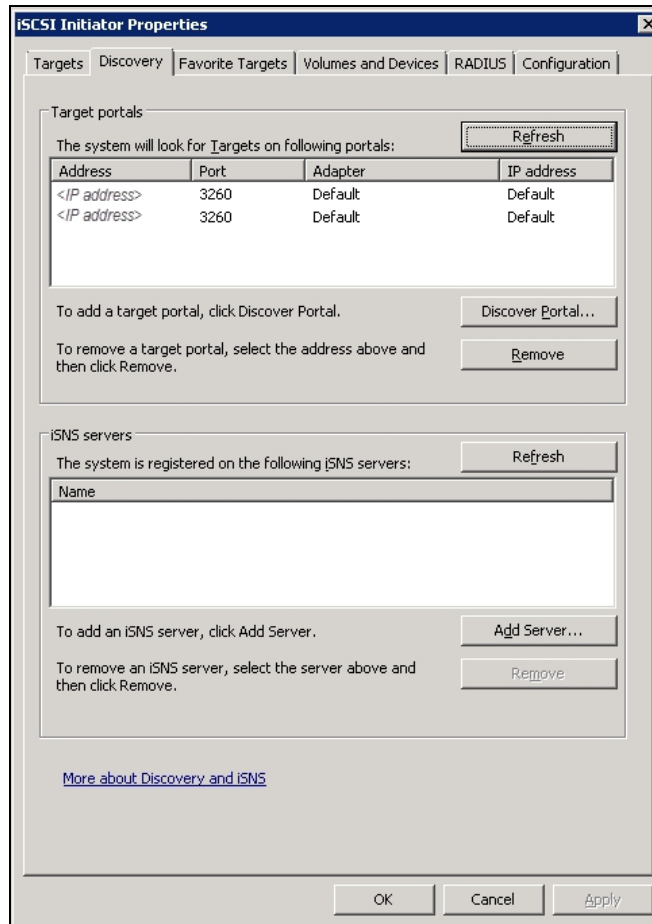 iSCSI Initiator Properties
Targets Discovery Favorite Targets Volumes and Devices RADIUS Configuration
Target portals
The system will look for Targets on following portals:
Refresh
Address Port Adapter IP address
<IP address> 3260 Default Default
<IP address> 3260 Default Default
To add a target portal, click Discover Portal.
Discover Portal...
To remove a target portal, select the address above and
then click Remove.
Remove
iSNS servers
The system is registered on the following iSNS servers:
Refresh
Name
To add an iSNS server, click Add Server.
Add Server...
To remove an iSNS server, select the server above and
then click Remove.
Remove
More about Discovery and iSNS
OK Cancel Apply